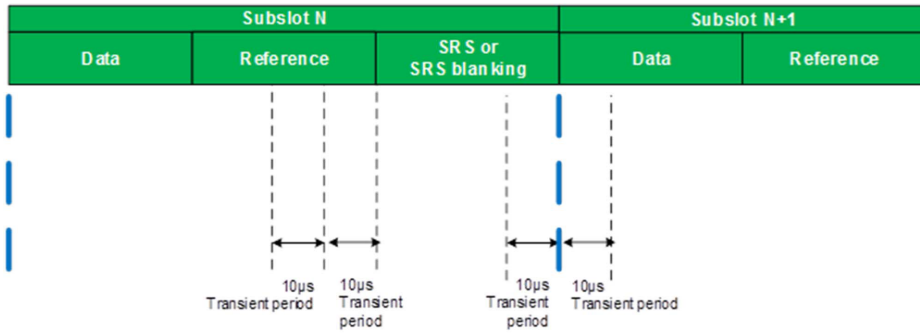 Subslot N
Subslot N+1
Data
Reference
SRS or
SRS blanking
Data
Reference
10µs
Transient period
10µs
Transient
period
10µs
Transient
period
10µs
Transient period